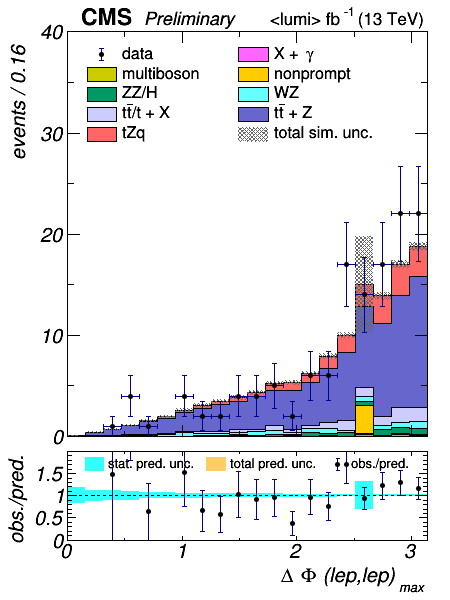 CMS Preliminary <lumi> fb⁻¹ (13 TeV)
events / 0.16
40
30
20
10
0
data
X + γ
multiboson
nonprompt
ZZ/H
WZ
tt̄/t + X
tt̄ + Z
tZq
total sim. unc.
obs./pred.
1.5
1
0.5
0
stat. pred. unc.
total pred. unc.
obs./pred.
0 1 2 3
Δ Φ (lep,lep) max